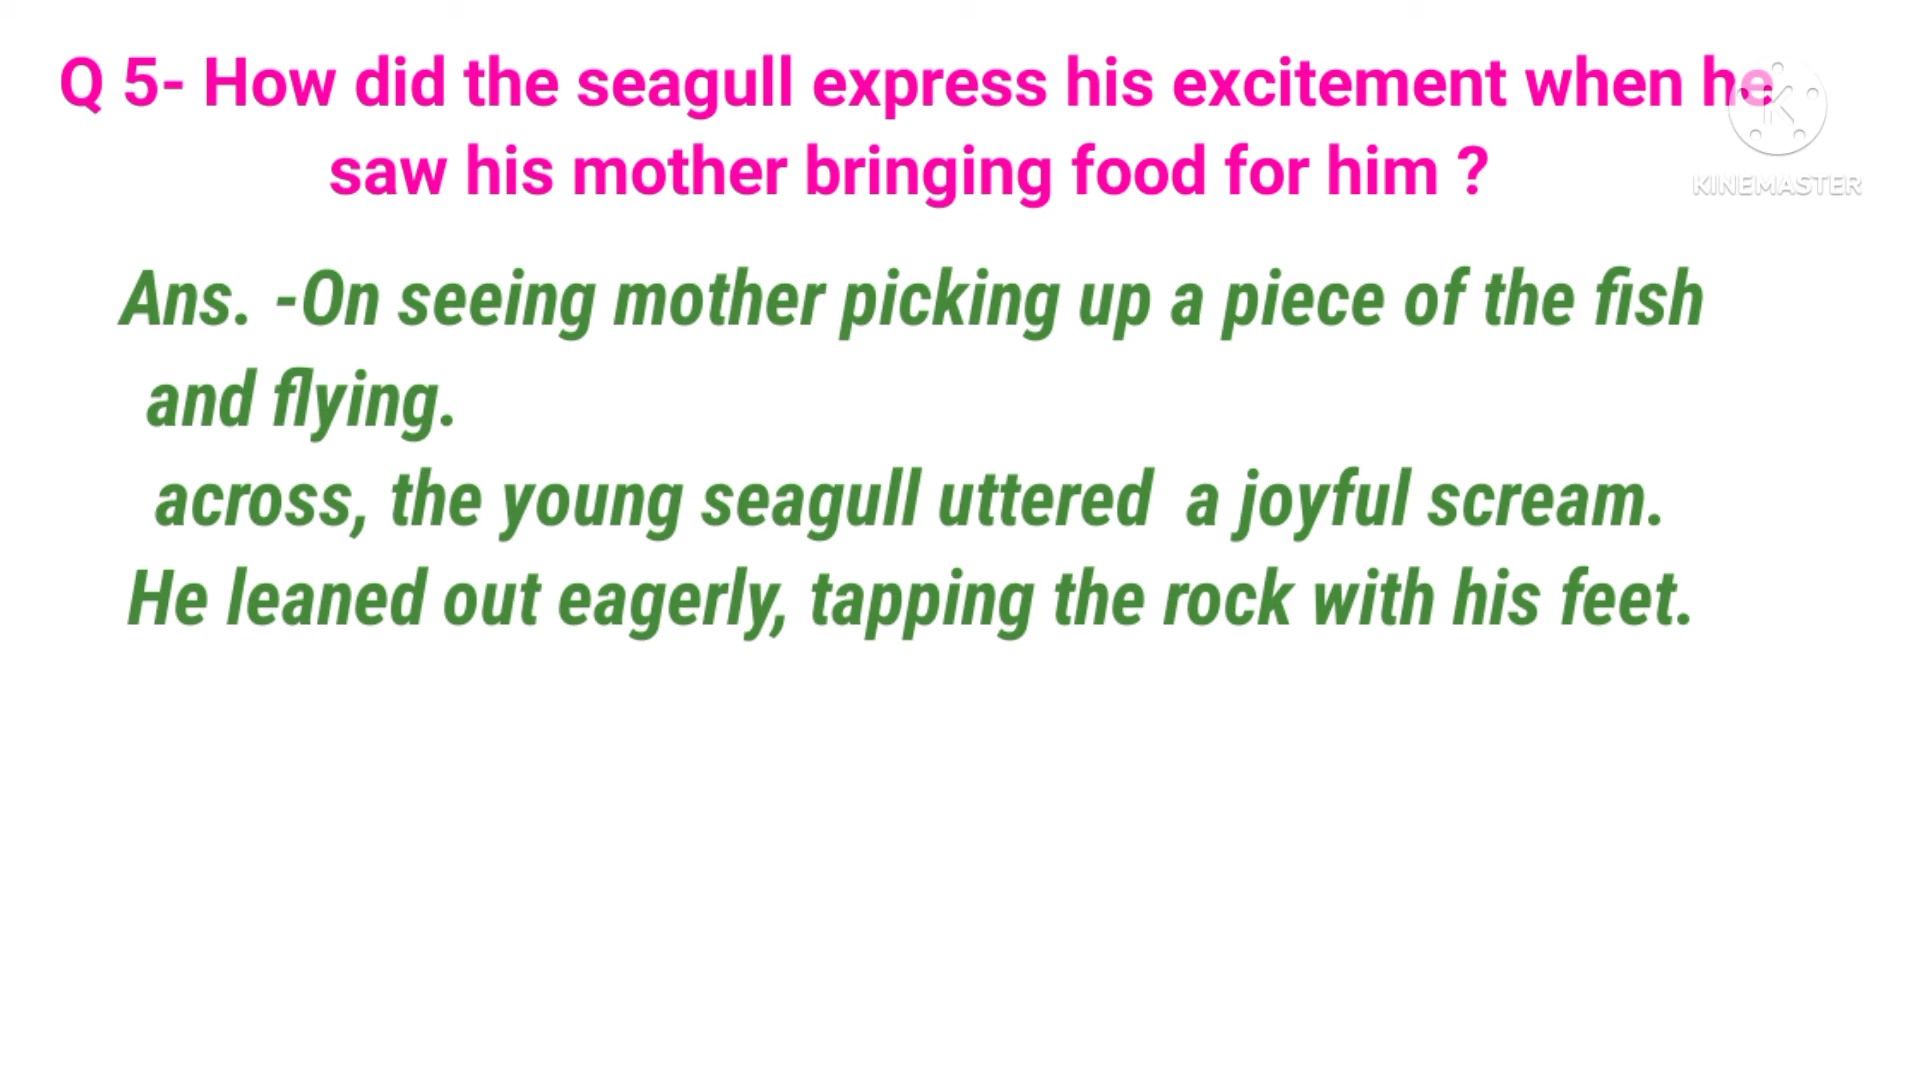 Q 5- How did the seagull express his excitement when he
saw his mother bringing food for him ?
KINEMASTER
Ans. -On seeing mother picking up a piece of the fish
and flying.
across, the young seagull uttered a joyful scream.
He leaned out eagerly, tapping the rock with his feet.